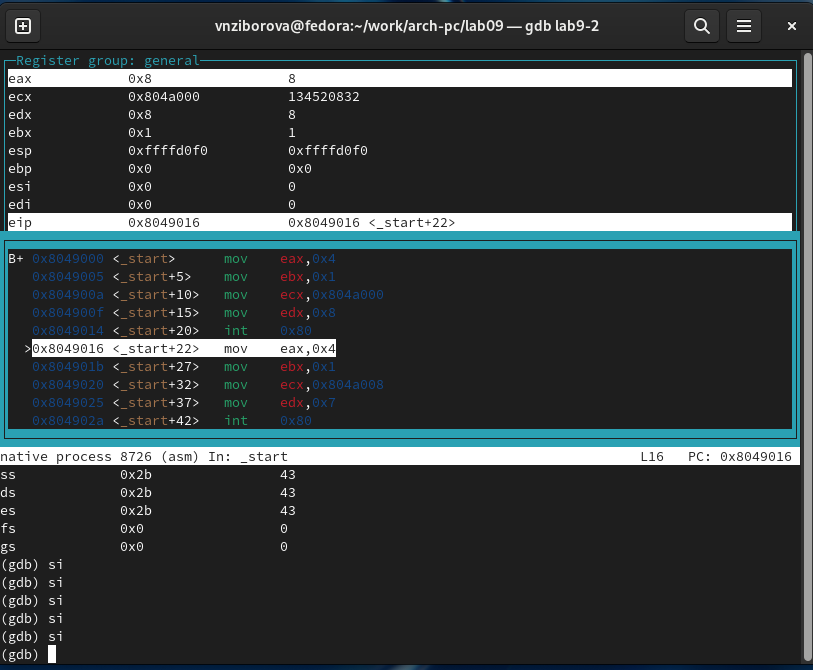 vnziborova@fedora:~/work/arch-pc/lab09 — gdb lab9-2
Register group: general
eax 0x8 8
ecx 0x804a000 134520832
edx 0x8 8
ebx 0x1 1
esp 0xffffd0f0 0xffffd0f0
ebp 0x0 0x0
esi 0x0 0
edi 0x0 0
eip 0x8049016 0x8049016 <_start+22>
B+ 0x8049000 <_start> mov eax,0x4
0x8049005 <_start+5> mov ebx,0x1
0x804900a <_start+10> mov ecx,0x804a000
0x804900f <_start+15> mov edx,0x8
0x8049014 <_start+20> int 0x80
>0x8049016 <_start+22> mov eax,0x4
0x804901b <_start+27> mov ebx,0x1
0x8049020 <_start+32> mov ecx,0x804a008
0x8049025 <_start+37> mov edx,0x7
0x804902a <_start+42> int 0x80
native process 8726 (asm) In: _start L16 PC: 0x8049016
ss 0x2b 43
ds 0x2b 43
es 0x2b 43
fs 0x0 0
gs 0x0 0
(gdb) si
(gdb) si
(gdb) si
(gdb) si
(gdb) si
(gdb)